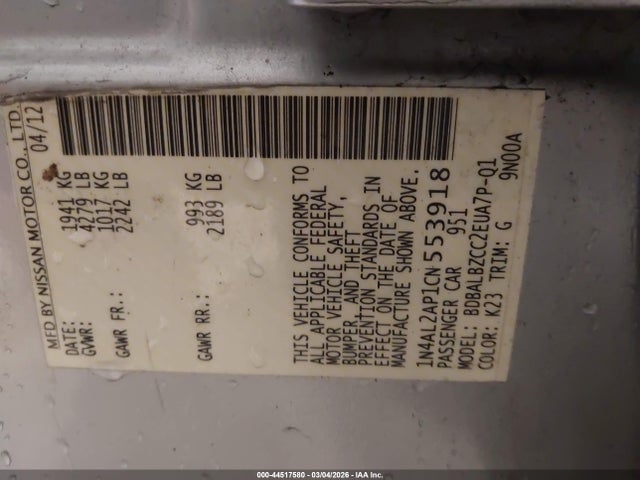 MFD BY NISSAN MOTOR CO., LTD.
DATE: 04/12
GVWR: 1941 KG
4279 LB
GAWR FR.: 1017 KG
2242 LB
GAWR RR.: 993 KG
2189 LB
THIS VEHICLE CONFORMS TO
ALL APPLICABLE FEDERAL
MOTOR VEHICLE SAFETY,
BUMPER, AND THEFT
PREVENTION STANDARDS IN
EFFECT ON THE DATE OF
MANUFACTURE SHOWN ABOVE.
1N4AL2AP1CN553918
PASSENGER CAR 951
MODEL: BDBALBZCC2EUA7P-Q1
COLOR: K23 TRIM: G 9N00A
000-44517580 - 03/04/2026 - IAA Inc.